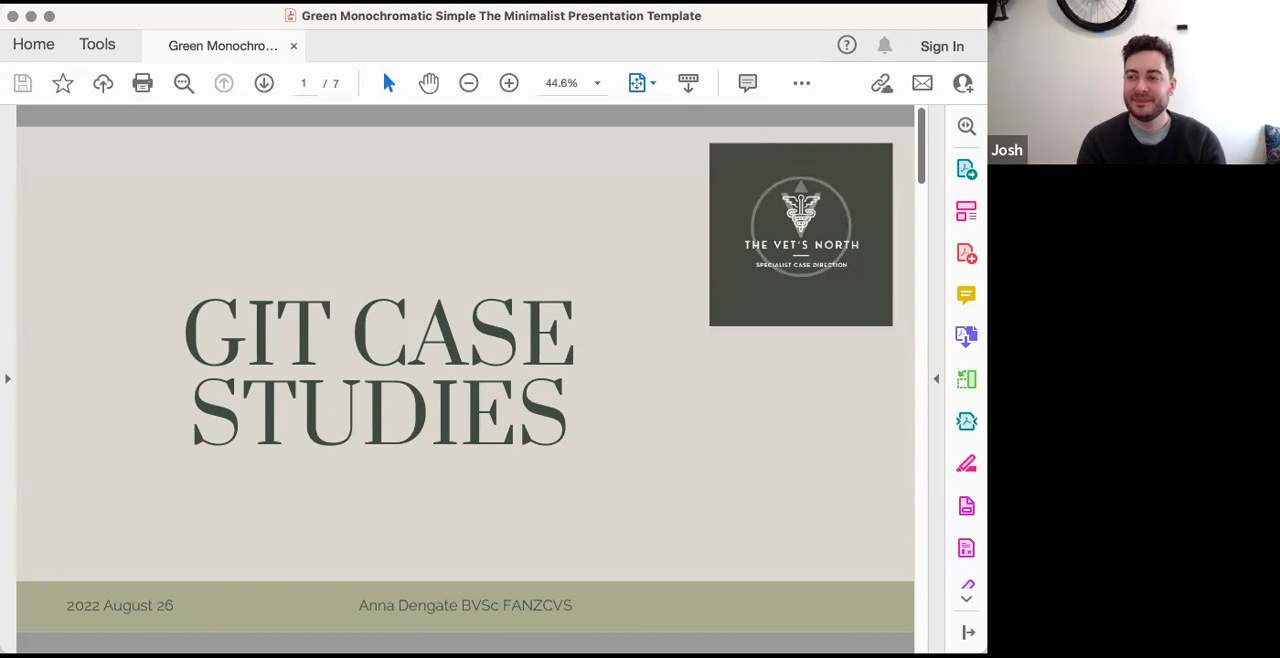 Green Monochromatic Simple The Minimalist Presentation Template
Home
Tools
Green Monochro...
Sign In
1 / 7
44.6%
Josh
THE VET'S NORTH
SPECIALIST CASE DIRECTION
GIT CASE
STUDIES
2022 August 26
Anna Dengate BVSc FANZCVS